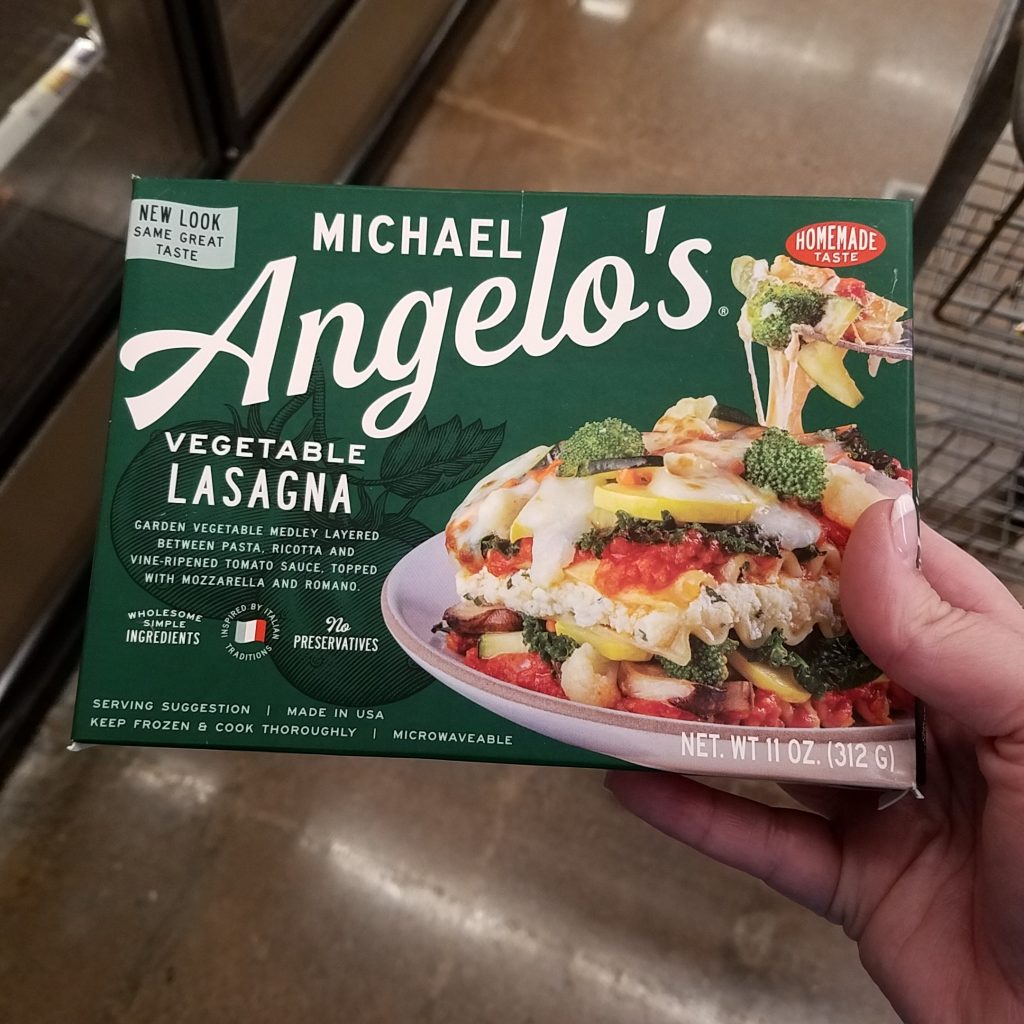 NEW LOOK
SAME GREAT
TASTE
MICHAEL
Angelo's®
HOMEMADE
TASTE
VEGETABLE
LASAGNA
GARDEN VEGETABLE MEDLEY LAYERED
BETWEEN PASTA, RICOTTA AND
VINE-RIPENED TOMATO SAUCE, TOPPED
WITH MOZZARELLA AND ROMANO.
WHOLESOME
SIMPLE
INGREDIENTS
INSPIRED BY ITALIAN
TRADITIONS
No
PRESERVATIVES
SERVING SUGGESTION | MADE IN USA
KEEP FROZEN & COOK THOROUGHLY | MICROWAVEABLE
NET. WT 11 OZ. (312 G)